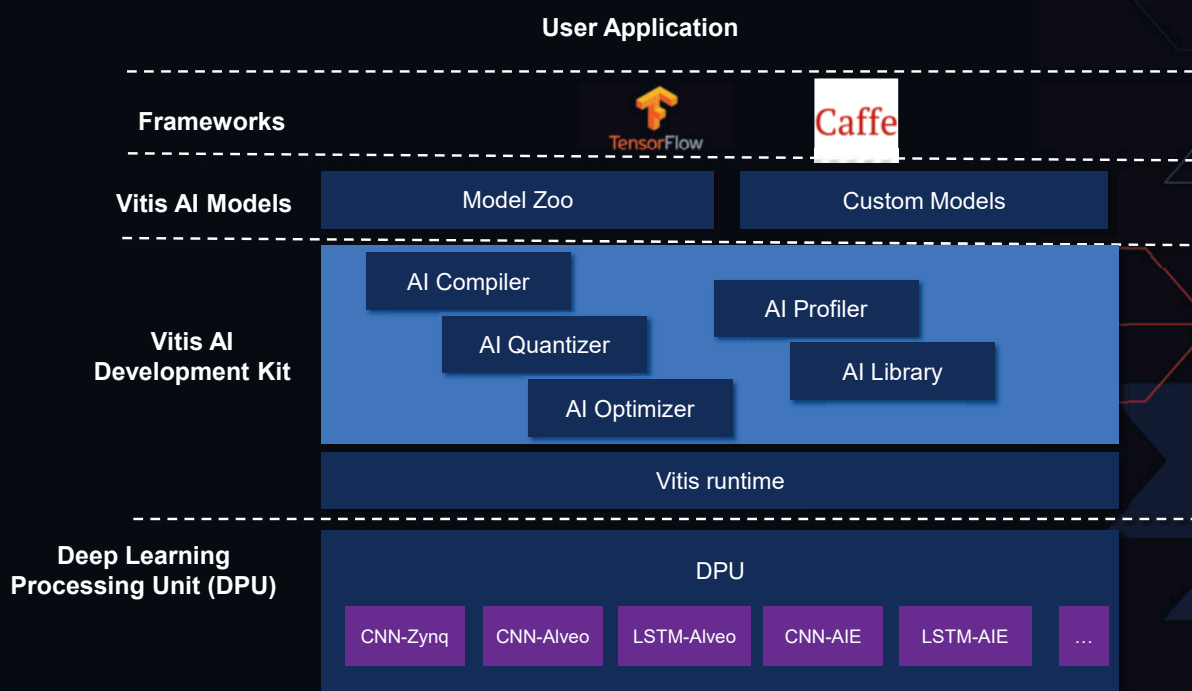 User Application
Frameworks
TensorFlow
Caffe
Vitis AI Models
Model Zoo
Custom Models
Vitis AI
Development Kit
AI Compiler
AI Profiler
AI Quantizer
AI Library
AI Optimizer
Vitis runtime
Deep Learning
Processing Unit (DPU)
DPU
CNN-Zynq
CNN-Alveo
LSTM-Alveo
CNN-AIE
LSTM-AIE
...